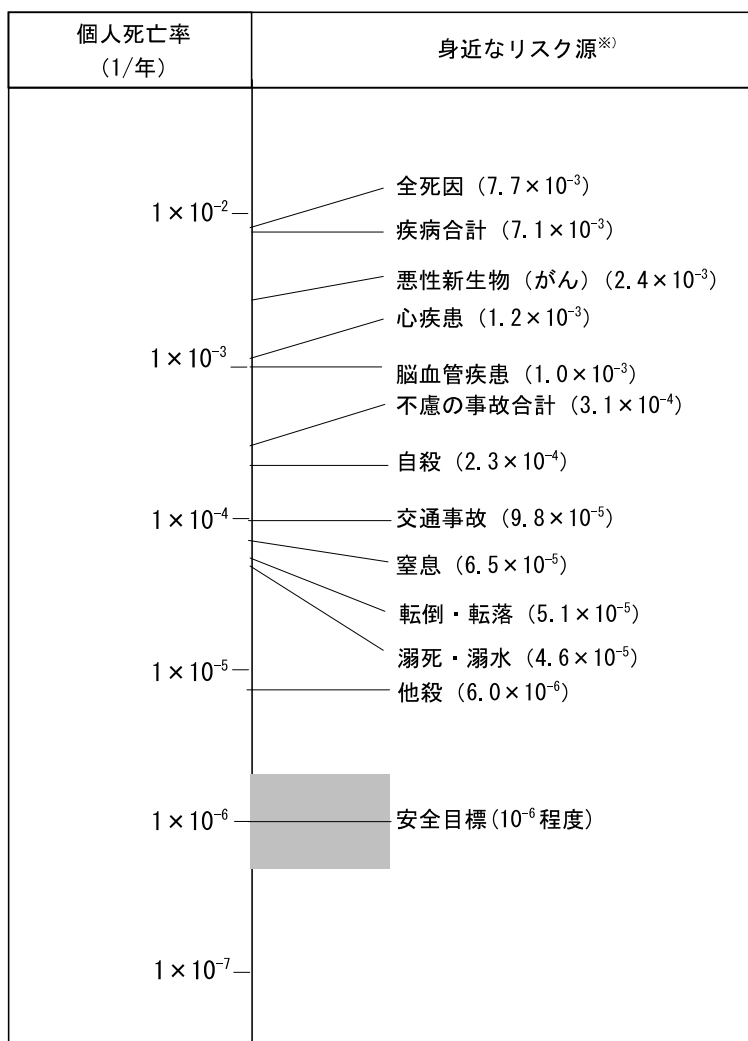 個人死亡率
(1/年)
身近なリスク源※)
1×10⁻²
全死因 (7.7×10⁻³)
疾病合計 (7.1×10⁻³)
悪性新生物 (がん) (2.4×10⁻³)
心疾患 (1.2×10⁻³)
1×10⁻³
脳血管疾患 (1.0×10⁻³)
不慮の事故合計 (3.1×10⁻⁴)
自殺 (2.3×10⁻⁴)
1×10⁻⁴
交通事故 (9.8×10⁻⁵)
窒息 (6.5×10⁻⁵)
転倒・転落 (5.1×10⁻⁵)
溺死・溺水 (4.6×10⁻⁵)
1×10⁻⁵
他殺 (6.0×10⁻⁶)
1×10⁻⁶
安全目標(10⁻⁶程度)
1×10⁻⁷